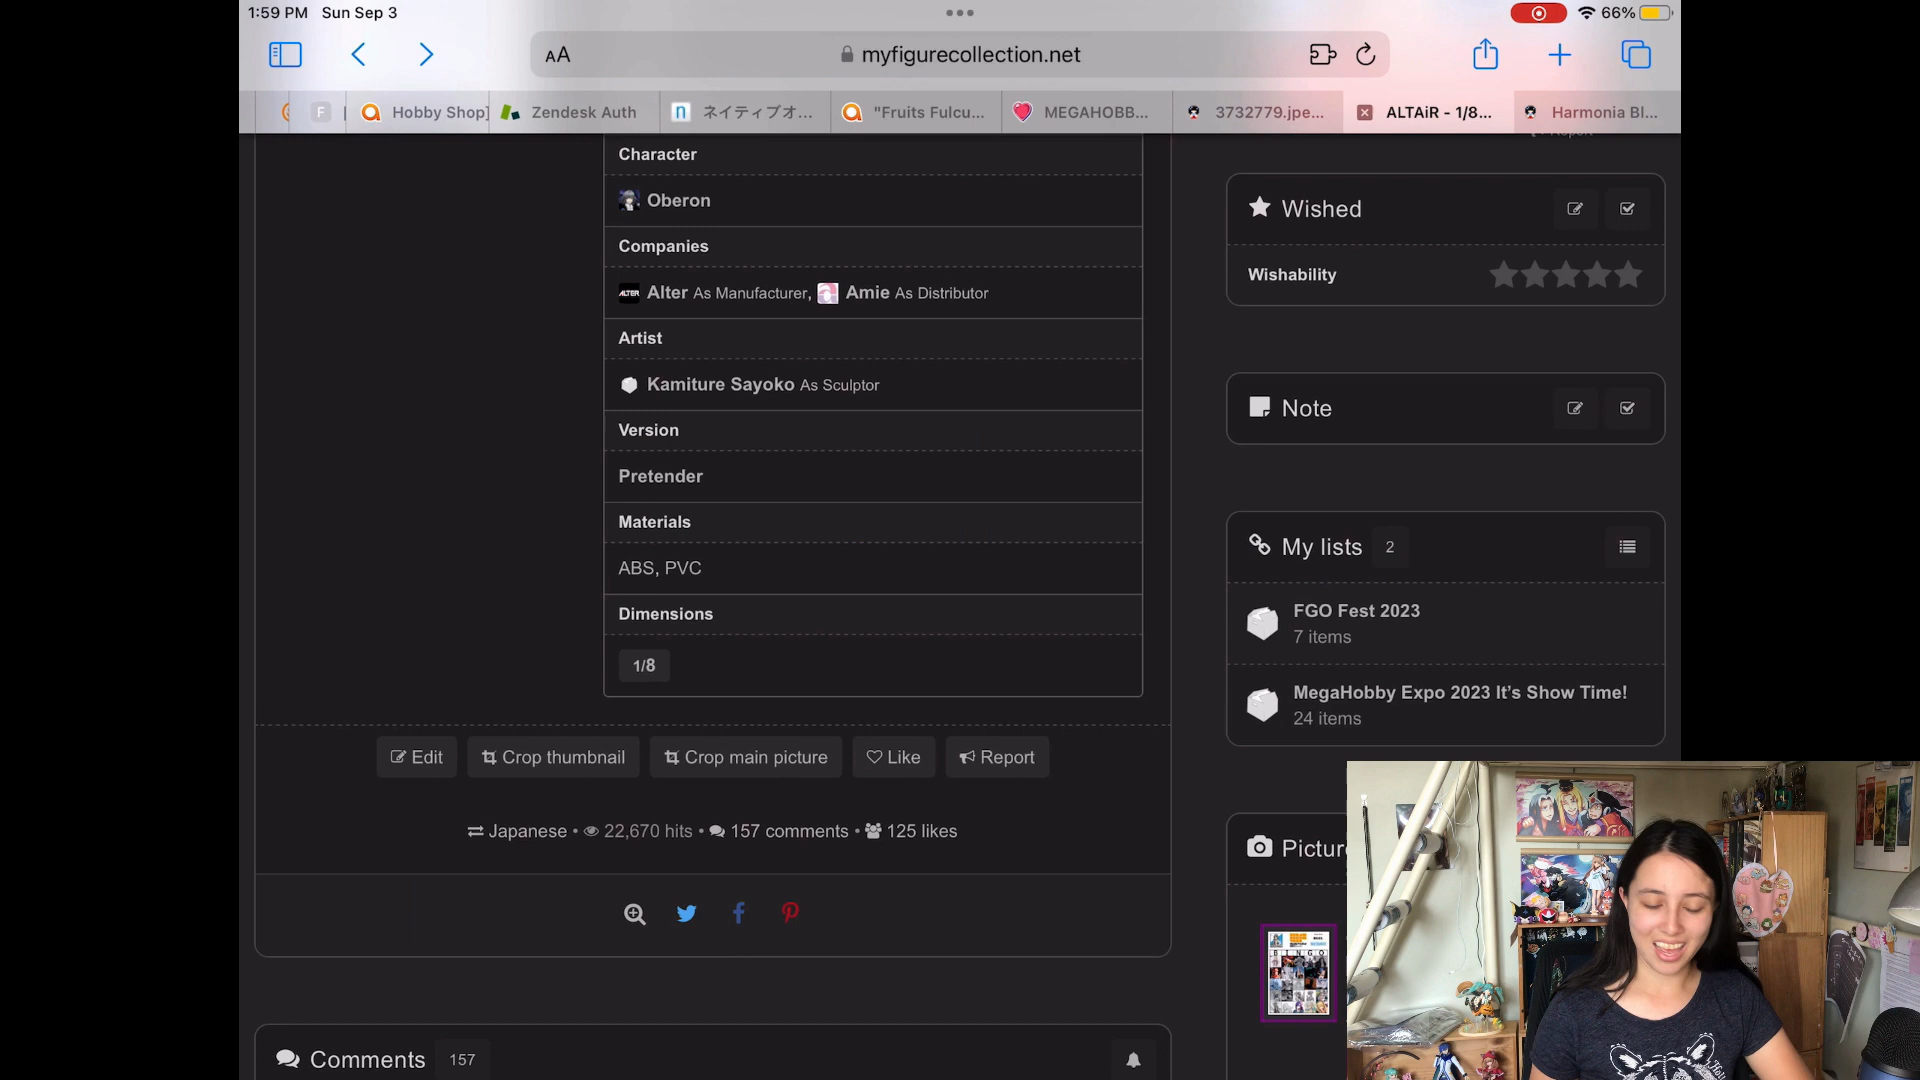 1:59 PM Sun Sep 3
66%
AA
myfigurecollection.net
F
Hobby Shop]
Zendesk Auth
n
ネイティブオ...
"Fruits Fulcu...
MEGAHOBB...
3732779.jpe...
ALTAiR - 1/8...
Harmonia Bl...
Character
Oberon
Companies
ALTER Alter As Manufacturer, Amie As Distributor
Artist
Kamiture Sayoko As Sculptor
Version
Pretender
Materials
ABS, PVC
Dimensions
1/8
Edit
Crop thumbnail
Crop main picture
Like
Report
Japanese • 22,670 hits • 157 comments • 125 likes
Comments 157
Wished
Wishability
Note
My lists 2
FGO Fest 2023
7 items
MegaHobby Expo 2023 It's Show Time!
24 items